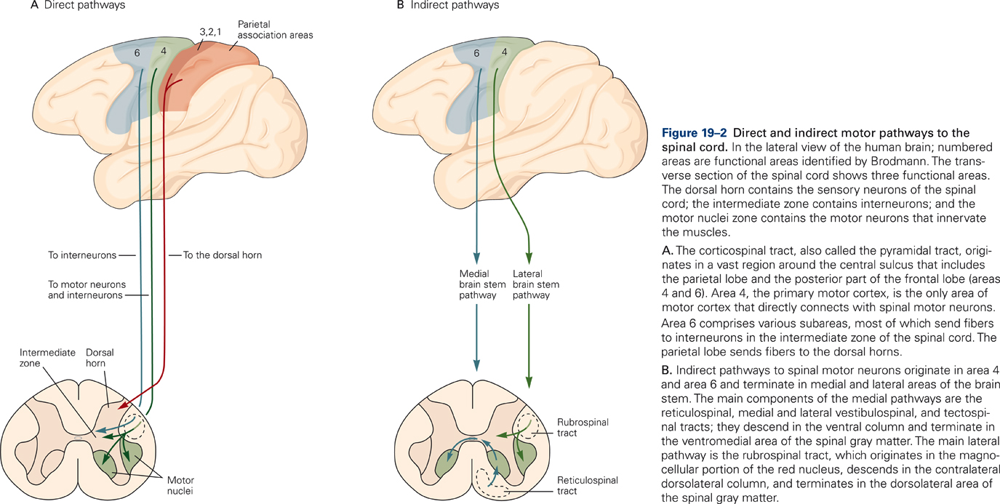 A Direct pathways
3,2,1
Parietal
association areas
6
4
To interneurons
To the dorsal horn
To motor neurons
and interneurons
Intermediate
zone
Dorsal
horn
Motor
nuclei
B Indirect pathways
6
4
Medial
brain stem
pathway
Lateral
brain stem
pathway
Rubrospinal
tract
Reticulospinal
tract
Figure 19–2 Direct and indirect motor pathways to the
spinal cord. In the lateral view of the human brain; numbered
areas are functional areas identified by Brodmann. The trans-
verse section of the spinal cord shows three functional areas.
The dorsal horn contains the sensory neurons of the spinal
cord; the intermediate zone contains interneurons; and the
motor nuclei zone contains the motor neurons that innervate
the muscles.
A. The corticospinal tract, also called the pyramidal tract, origi-
nates in a vast region around the central sulcus that includes
the parietal lobe and the posterior part of the frontal lobe (areas
4 and 6). Area 4, the primary motor cortex, is the only area of
motor cortex that directly connects with spinal motor neurons.
Area 6 comprises various subareas, most of which send fibers
to interneurons in the intermediate zone of the spinal cord. The
parietal lobe sends fibers to the dorsal horns.
B. Indirect pathways to spinal motor neurons originate in area 4
and area 6 and terminate in medial and lateral areas of the brain
stem. The main components of the medial pathways are the
reticulospinal, medial and lateral vestibulospinal, and tectospi-
nal tracts; they descend in the ventral column and terminate in
the ventromedial area of the spinal gray matter. The main lateral
pathway is the rubrospinal tract, which originates in the magno-
cellular portion of the red nucleus, descends in the contralateral
dorsolateral column, and terminates in the dorsolateral area of
the spinal gray matter.